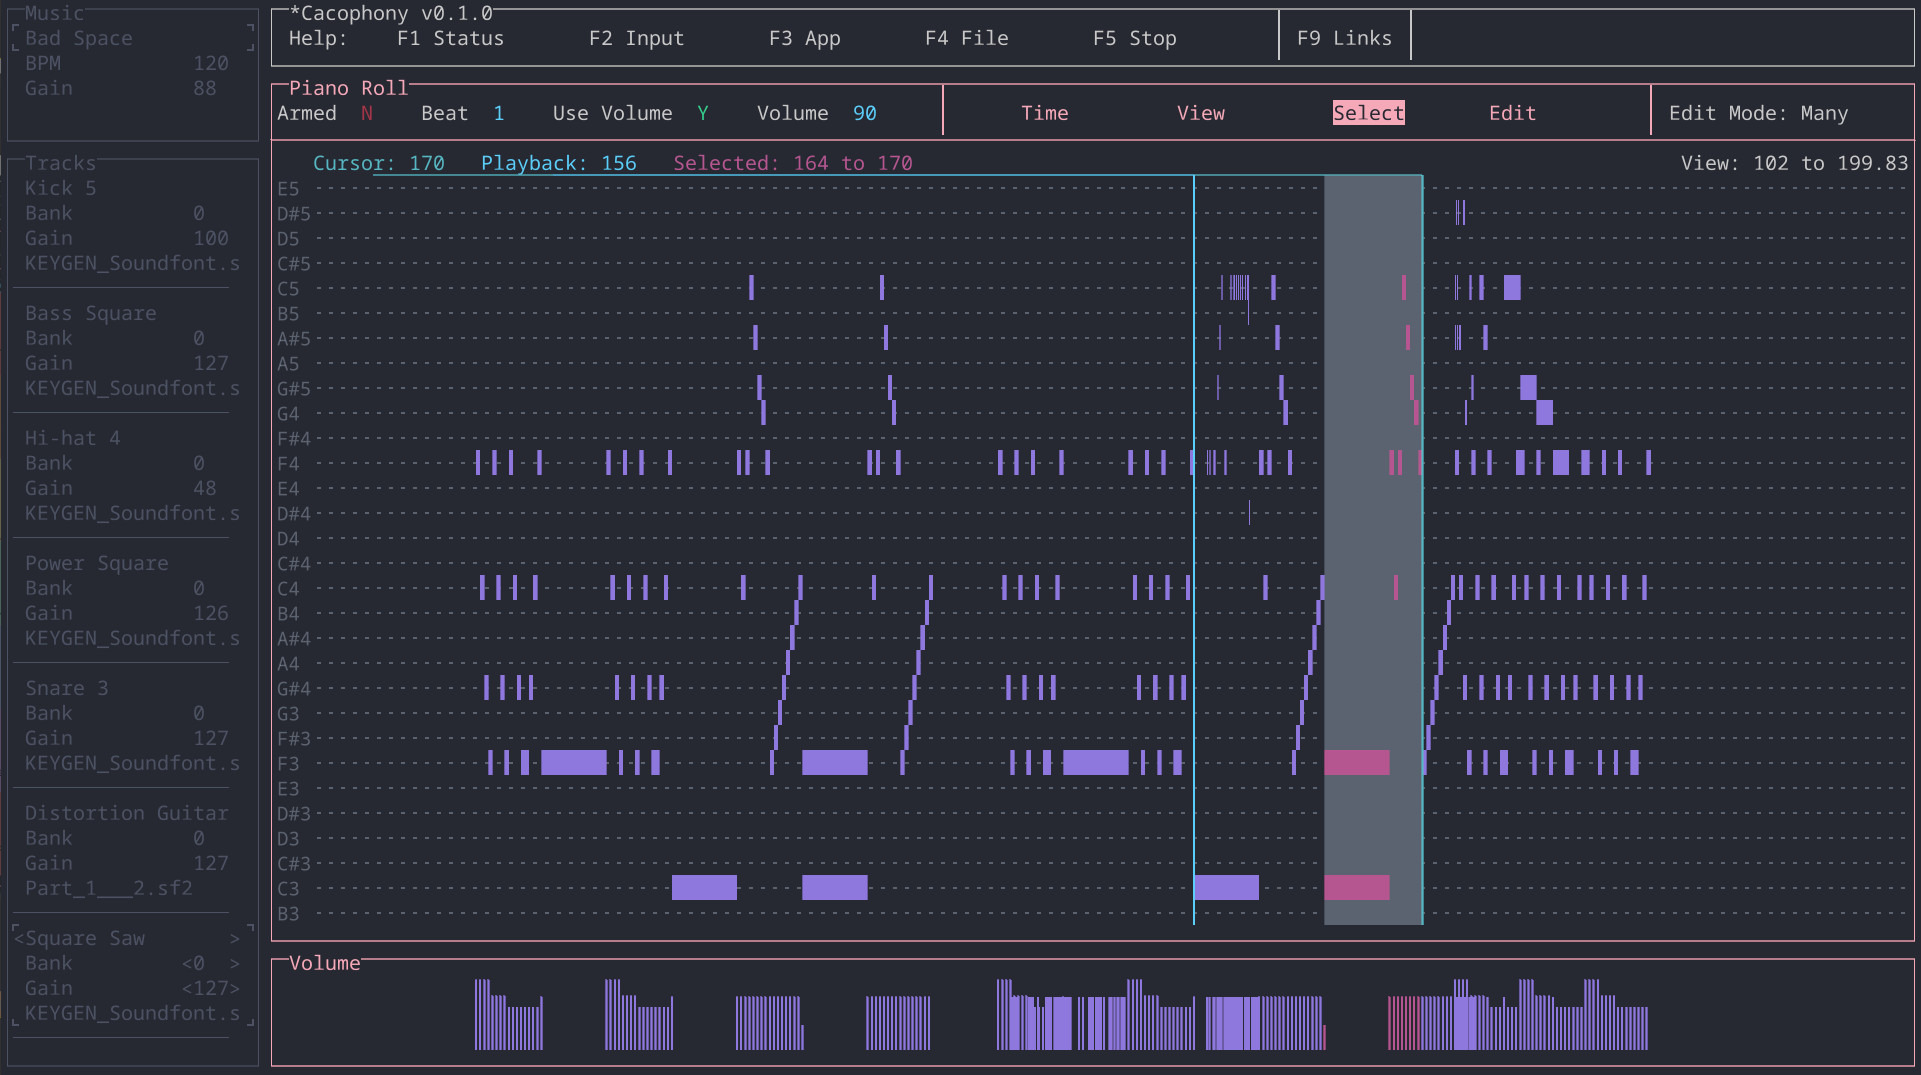 Music
Bad Space
BPM 120
Gain 88
Tracks
Kick 5
Bank 0
Gain 100
KEYGEN_Soundfont.s
Bass Square
Bank 0
Gain 127
KEYGEN_Soundfont.s
Hi-hat 4
Bank 0
Gain 48
KEYGEN_Soundfont.s
Power Square
Bank 0
Gain 126
KEYGEN_Soundfont.s
Snare 3
Bank 0
Gain 127
KEYGEN_Soundfont.s
Distortion Guitar
Bank 0
Gain 127
Part_1___2.sf2
<Square Saw >
Bank <0 >
Gain <127>
KEYGEN_Soundfont.s
*Cacophony v0.1.0
Help: F1 Status F2 Input F3 App F4 File F5 Stop F9 Links
Piano Roll
Armed N Beat 1 Use Volume Y Volume 90 Time View Select Edit Edit Mode: Many
Cursor: 170 Playback: 156 Selected: 164 to 170 View: 102 to 199.83
E5
D#5
D5
C#5
C5
B5
A#5
A5
G#5
G4
F#4
F4
E4
D#4
D4
C#4
C4
B4
A#4
A4
G#4
G3
F#3
F3
E3
D#3
D3
C#3
C3
B3
Volume